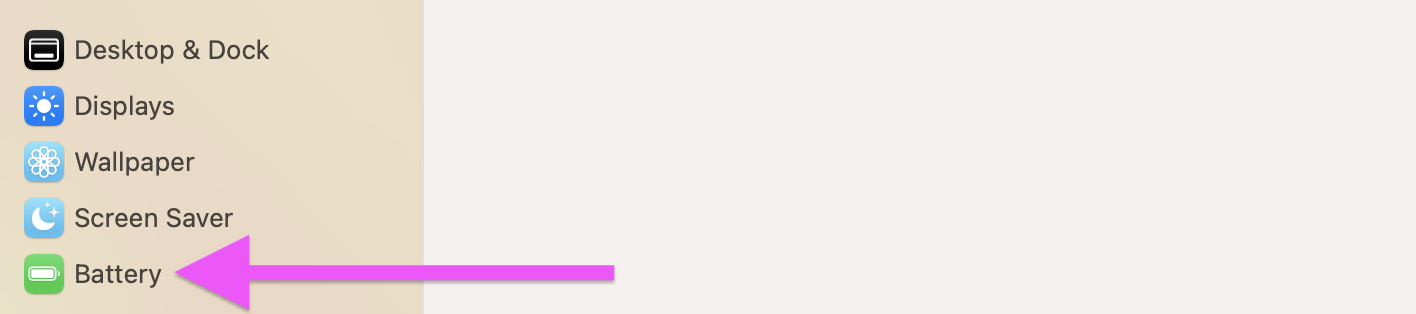 Desktop & Dock
Displays
Wallpaper
Screen Saver
Battery